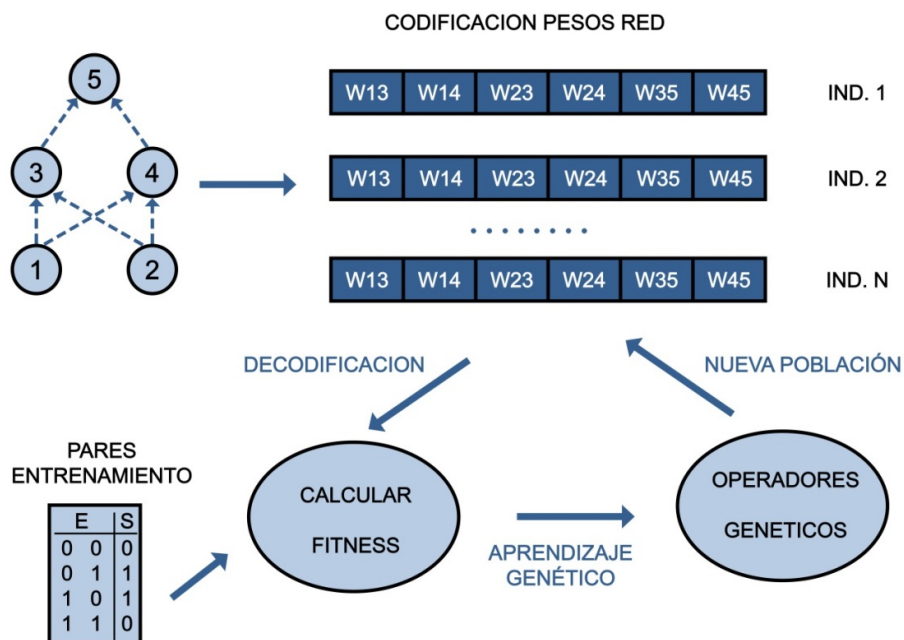 CODIFICACION PESOS RED
5
3 4
1 2
W13 W14 W23 W24 W35 W45 IND. 1
W13 W14 W23 W24 W35 W45 IND. 2
. . . . . . . .
W13 W14 W23 W24 W35 W45 IND. N
DECODIFICACION
NUEVA POBLACIÓN
PARES
ENTRENAMIENTO
E S
0 0 0
0 1 1
1 0 1
1 1 0
CALCULAR
FITNESS
APRENDIZAJE
GENÉTICO
OPERADORES
GENETICOS